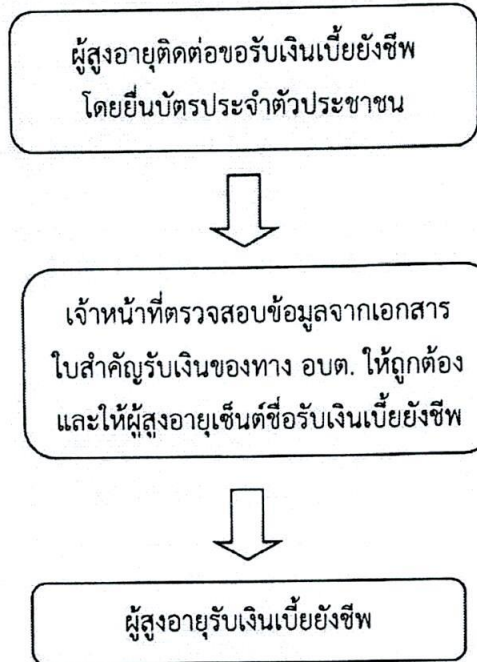 ผู้สูงอายุติดต่อขอรับเงินเบี้ยยังชีพ
โดยยื่นบัตรประจำตัวประชาชน
เจ้าหน้าที่ตรวจสอบข้อมูลจากเอกสาร
ใบสำคัญรับเงินของทาง อบต. ให้ถูกต้อง
และให้ผู้สูงอายุเซ็นต์ชื่อรับเงินเบี้ยยังชีพ
ผู้สูงอายุรับเงินเบี้ยยังชีพ